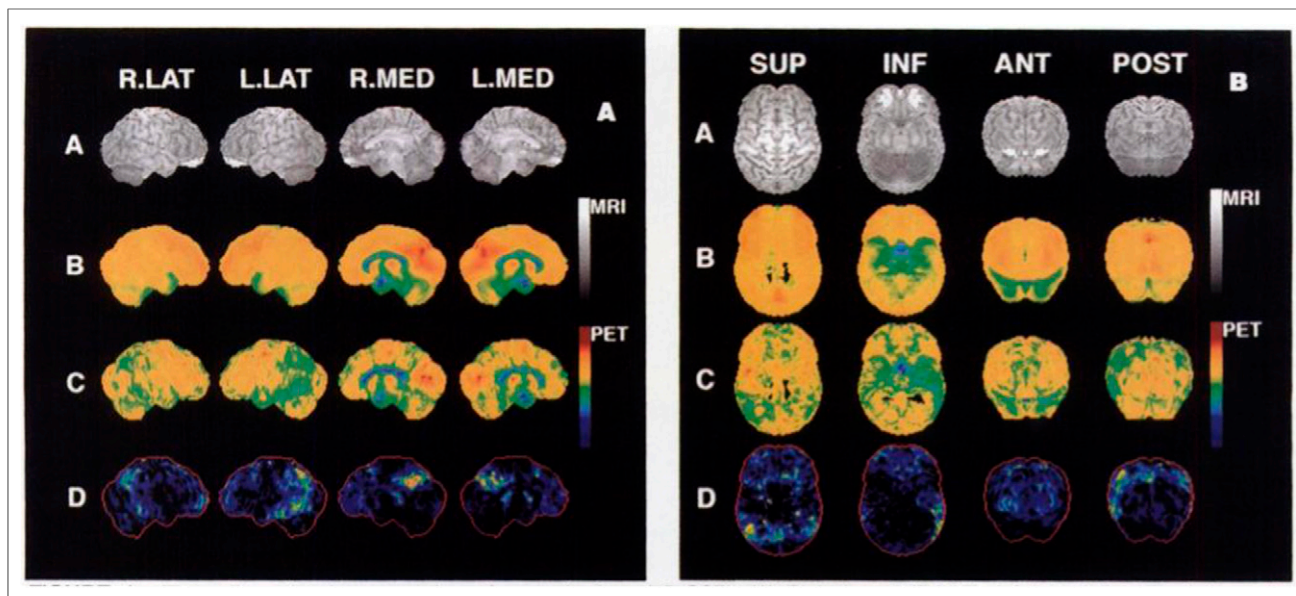 R.LAT L.LAT R.MED L.MED
A
A
MRI
B
PET
C
D
SUP INF ANT POST
B
A
MRI
B
PET
C
D